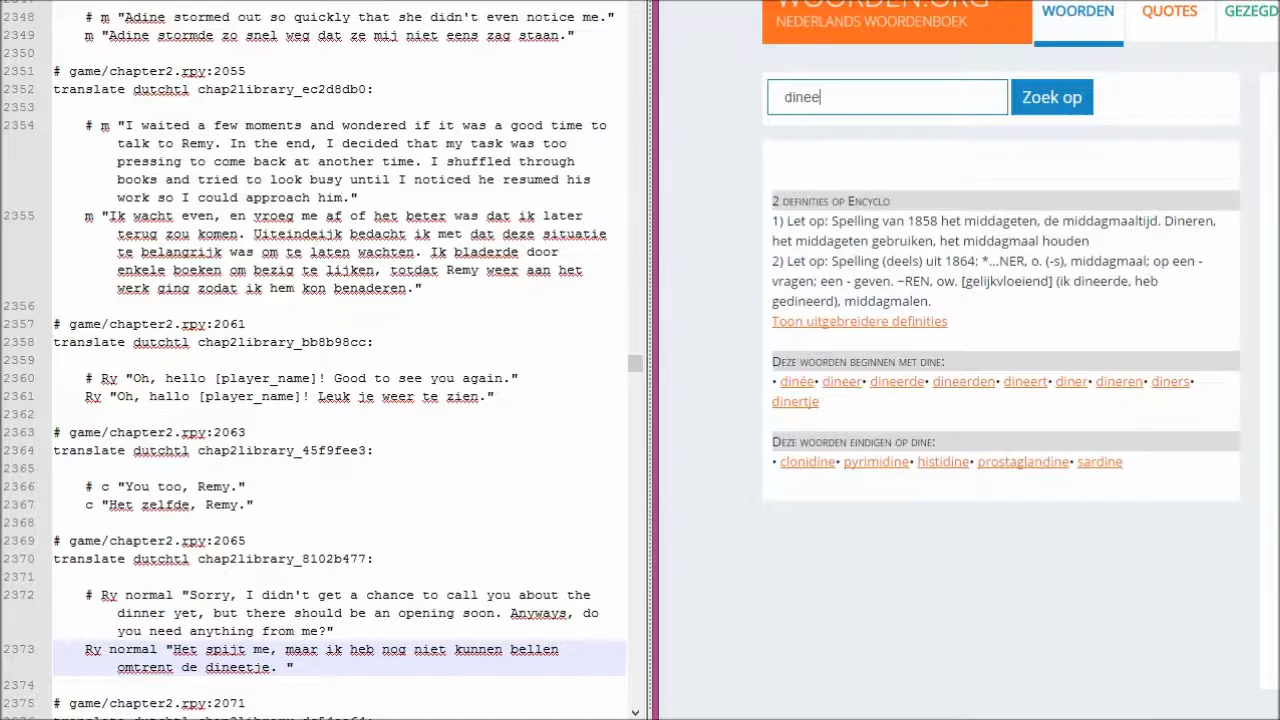 2348 # m "Adine stormed out so quickly that she didn't even notice me."
2349 m "Adine stormde zo snel weg dat ze mij niet eens zag staan."
2350
2351 # game/chapter2.rpy:2055
2352 translate dutchtl chap2library_ec2d8db0:
2353
2354 # m "I waited a few moments and wondered if it was a good time to
talk to Remy. In the end, I decided that my task was too
pressing to come back at another time. I shuffled through
books and tried to look busy until I noticed he resumed his
work so I could approach him."
2355 m "Ik wacht even, en vroeg me af of het beter was dat ik later
terug zou komen. Uiteindeijk bedacht ik met dat deze situatie
te belangrijk was om te laten wachten. Ik bladerde door
enkele boeken om bezig te lijken, totdat Remy weer aan het
werk ging zodat ik hem kon benaderen."
2356
2357 # game/chapter2.rpy:2061
2358 translate dutchtl chap2library_bb8b98cc:
2359
2360 # Ry "Oh, hello [player_name]! Good to see you again."
2361 Ry "Oh, hallo [player_name]! Leuk je weer te zien."
2362
2363 # game/chapter2.rpy:2063
2364 translate dutchtl chap2library_45f9fee3:
2365
2366 # c "You too, Remy."
2367 c "Het zelfde, Remy."
2368
2369 # game/chapter2.rpy:2065
2370 translate dutchtl chap2library_8102b477:
2371
2372 # Ry normal "Sorry, I didn't get a chance to call you about the
dinner yet, but there should be an opening soon. Anyways, do
you need anything from me?"
2373 Ry normal "Het spijt me, maar ik heb nog niet kunnen bellen
omtrent de dineetje. "
2374
2375 # game/chapter2.rpy:2071
WOORDEN.ORG
NEDERLANDS WOORDENBOEK
WOORDEN QUOTES GEZEGD
dinee
Zoek op
2 definities op Encyclo
1) Let op: Spelling van 1858 het middageten, de middagmaaltijd. Dineren,
het middageten gebruiken, het middagmaal houden
2) Let op: Spelling (deels) uit 1864: *...NER, o. (-s), middagmaal; op een -
vragen; een - geven. ~REN, ow. [gelijkvloeiend] (ik dineerde, heb
gedineerd), middagmalen.
Toon uitgebreidere definities
Deze woorden beginnen met dine:
• dinée• dineer• dineerde• dineerden• dineert• diner• dineren• diners•
dinertje
Deze woorden eindigen op dine:
• clonidine• pyrimidine• histidine• prostaglandine• sardine